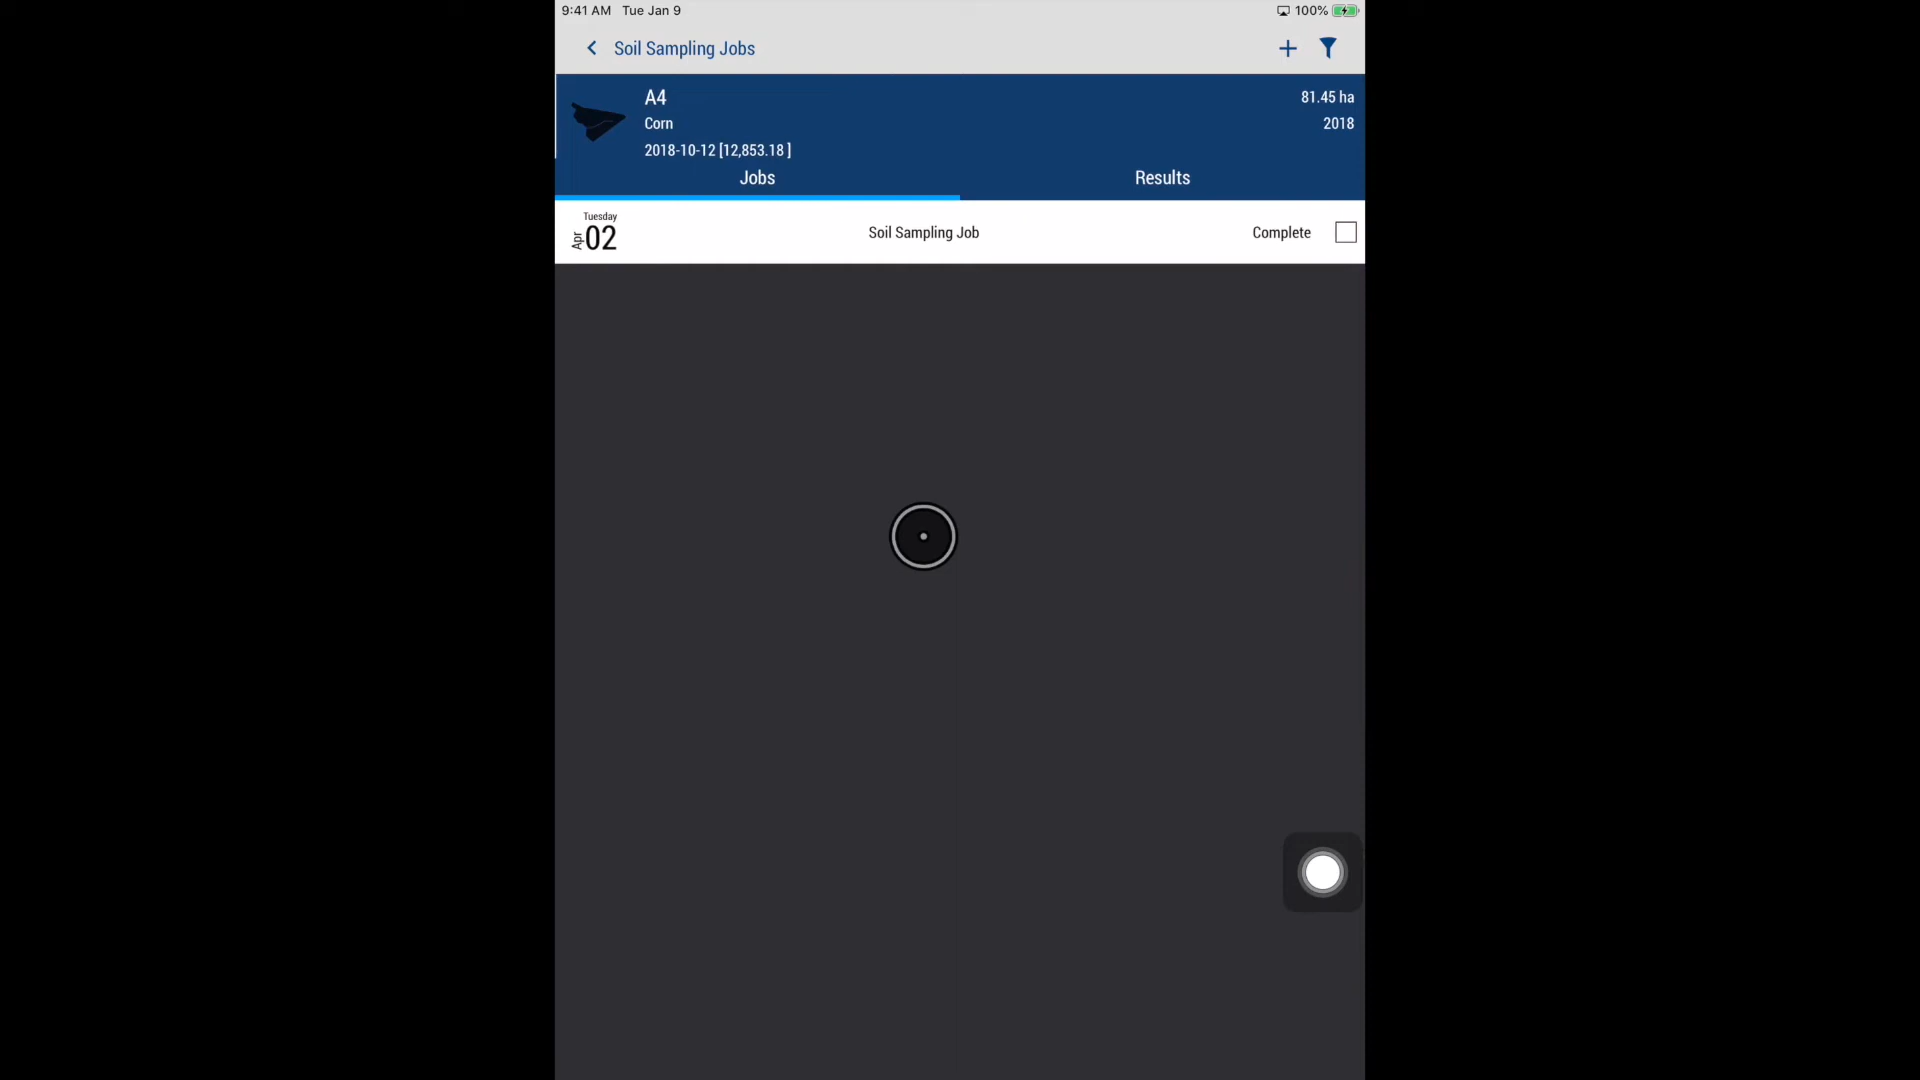 9:41 AM Tue Jan 9 100%
Soil Sampling Jobs
A4 81.45 ha
Corn 2018
2018-10-12 [12,853.18 ]
Jobs Results
Tuesday
Apr 02 Soil Sampling Job Complete